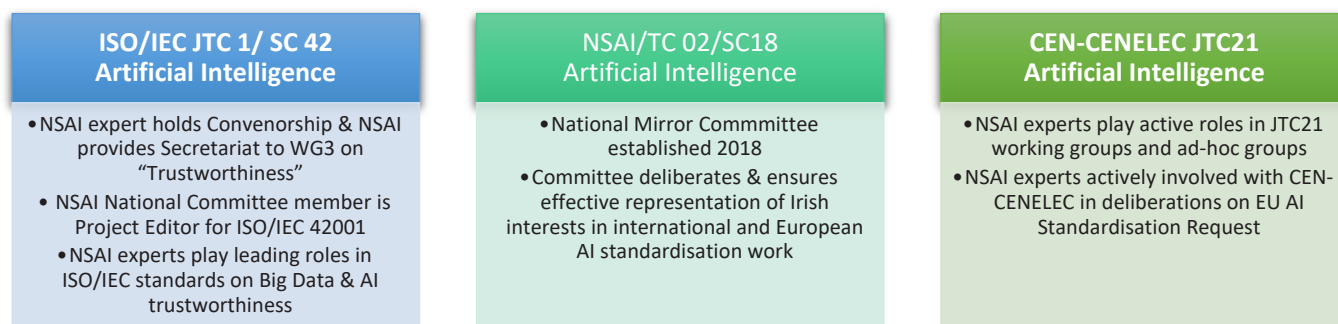 ISO/IEC JTC 1/ SC 42
Artificial Intelligence
•NSAI expert holds Convenorship & NSAI
provides Secretariat to WG3 on
“Trustworthiness”
• NSAI National Committee member is
Project Editor for ISO/IEC 42001
•NSAI experts play leading roles in
ISO/IEC standards on Big Data & AI
trustworthiness
NSAI/TC 02/SC18
Artificial Intelligence
•National Mirror Commmittee
established 2018
•Committee deliberates & ensures
effective representation of Irish
interests in international and European
AI standardisation work
CEN-CENELEC JTC21
Artificial Intelligence
•NSAI experts play active roles in JTC21
working groups and ad-hoc groups
•NSAI experts actively involved with CEN-
CENELEC in deliberations on EU AI
Standardisation Request